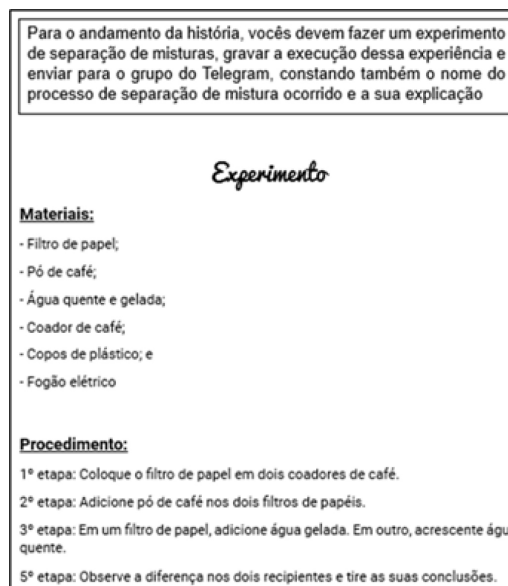 Para o andamento da história, vocês devem fazer um experimento
de separação de misturas, gravar a execução dessa experiência e
enviar para o grupo do Telegram, constando também o nome do
processo de separação de mistura ocorrido e a sua explicação
Experimento
Materiais:
- Filtro de papel;
- Pó de café;
- Água quente e gelada;
- Coador de café;
- Copos de plástico; e
- Fogão elétrico
Procedimento:
1º etapa: Coloque o filtro de papel em dois coadores de café.
2º etapa: Adicione pó de café nos dois filtros de papéis.
3º etapa: Em um filtro de papel, adicione água gelada. Em outro, acrescente águ
quente.
5º etapa: Observe a diferença nos dois recipientes e tire as suas conclusões.